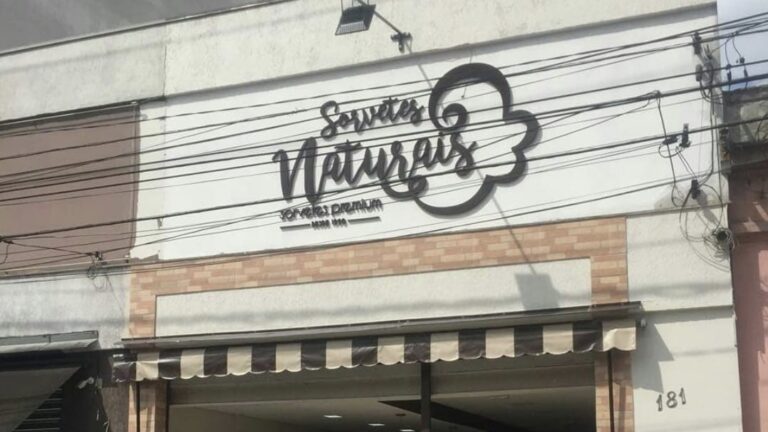 Sorvetes
Naturais
sorvetes premium
181